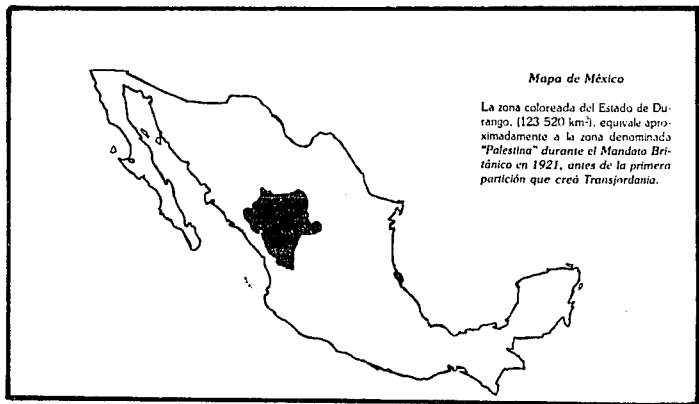 Mapa de México
La zona coloreada del Estado de Du-
rango, (123 520 km²), equivale apro-
ximadamente a la zona denominada
"Palestina" durante el Mandato Bri-
tánico en 1921, antes de la primera
partición que creó Transjordania.